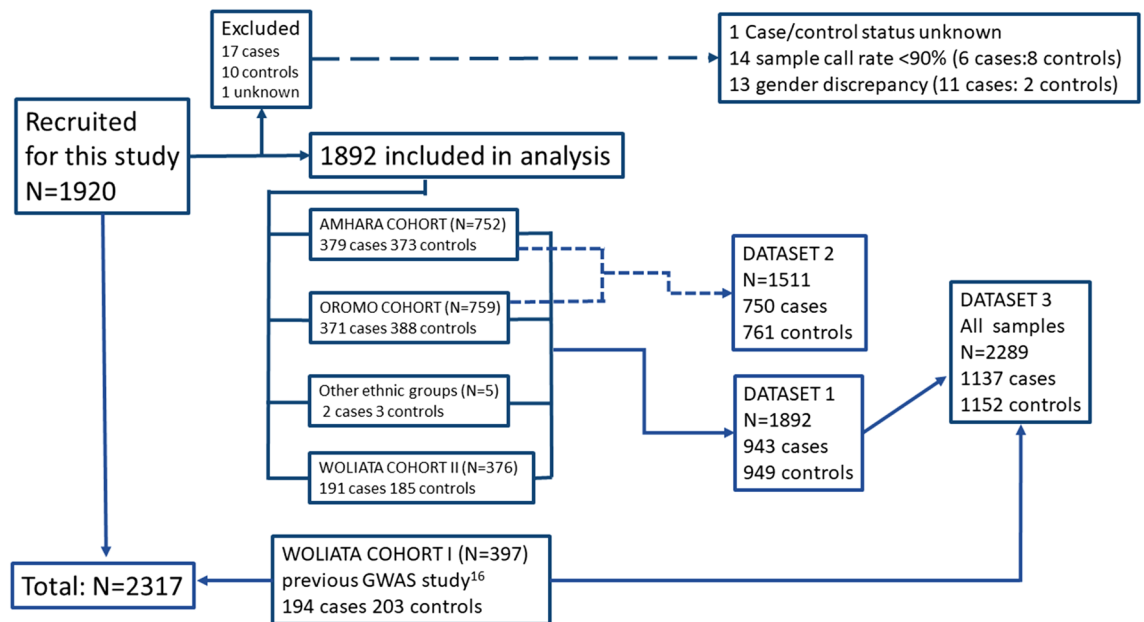 Excluded
17 cases
10 controls
1 unknown
1 Case/control status unknown
14 sample call rate <90% (6 cases:8 controls)
13 gender discrepancy (11 cases: 2 controls)
Recruited
for this study
N=1920
1892 included in analysis
AMHARA COHORT (N=752)
379 cases 373 controls
OROMO COHORT (N=759)
371 cases 388 controls
Other ethnic groups (N=5)
2 cases 3 controls
WOLIATA COHORT II (N=376)
191 cases 185 controls
DATASET 2
N=1511
750 cases
761 controls
DATASET 1
N=1892
943 cases
949 controls
DATASET 3
All samples
N=2289
1137 cases
1152 controls
Total: N=2317
WOLIATA COHORT I (N=397)
previous GWAS study¹⁶
194 cases 203 controls